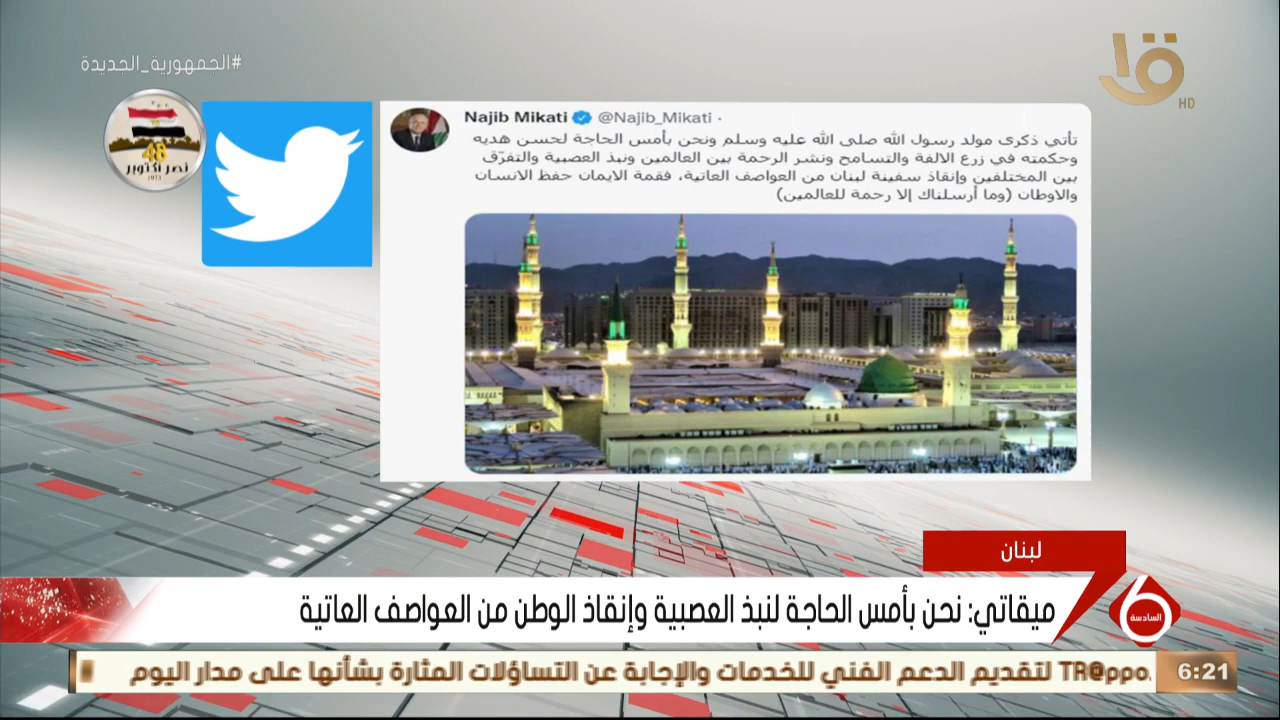 #الجمهورية_الجديدة
HD
48
نصر أكتوبر
1973
Najib Mikati @Najib_Mikati ·
تأتي ذكرى مولد رسول الله صلى الله عليه وسلم ونحن بأمس الحاجة لحسن هديه
وحكمته في زرع الالفة والتسامح ونشر الرحمة بين العالمين ونبذ العصبية والتفرّق
بين المختلفين وإنقاذ سفينة لبنان من العواصف العاتية، فقمة الايمان حفظ الانسان
والاوطان (وما أرسلناك إلا رحمة للعالمين)
لبنان
ميقاتي: نحن بأمس الحاجة لنبذ العصبية وإنقاذ الوطن من العواصف العاتية
6 السادسة
TR@ppo. لتقديم الدعم الفني للخدمات والإجابة عن التساؤلات المثارة بشأنها على مدار اليوم
6:21